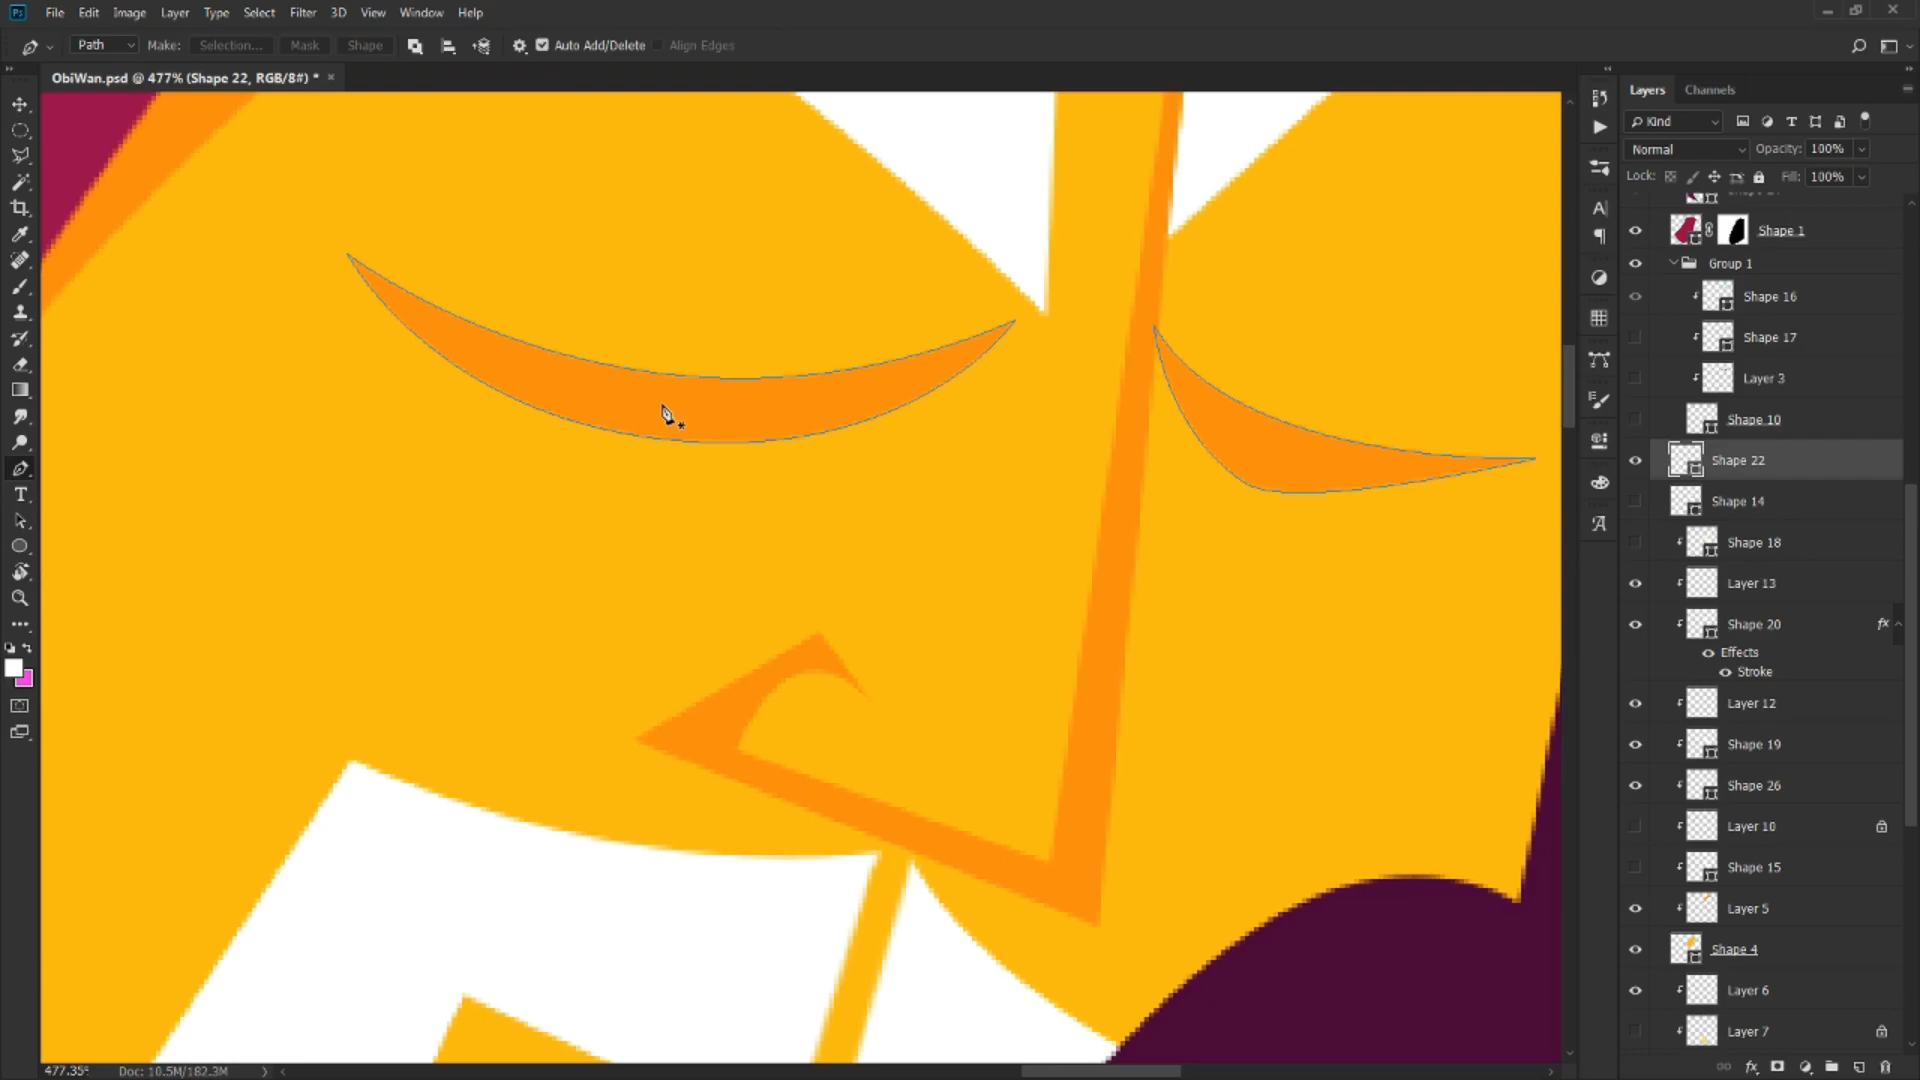 Ps File Edit Image Layer Type Select Filter 3D View Window Help
Path Make: Selection... Mask Shape Auto Add/Delete Align Edges
ObiWan.psd @ 477% (Shape 22, RGB/8#) * ×
Layers Channels
Kind
Normal Opacity: 100%
Lock: Fill: 100%
Shape 1
Group 1
Shape 16
Shape 17
Layer 3
Shape 10
Shape 22
Shape 14
Shape 18
Layer 13
Shape 20 fx
Effects
Stroke
Layer 12
Shape 19
Shape 26
Layer 10
Shape 15
Layer 5
Shape 4
Layer 6
Layer 7
Doc: 10.5M/182.3M